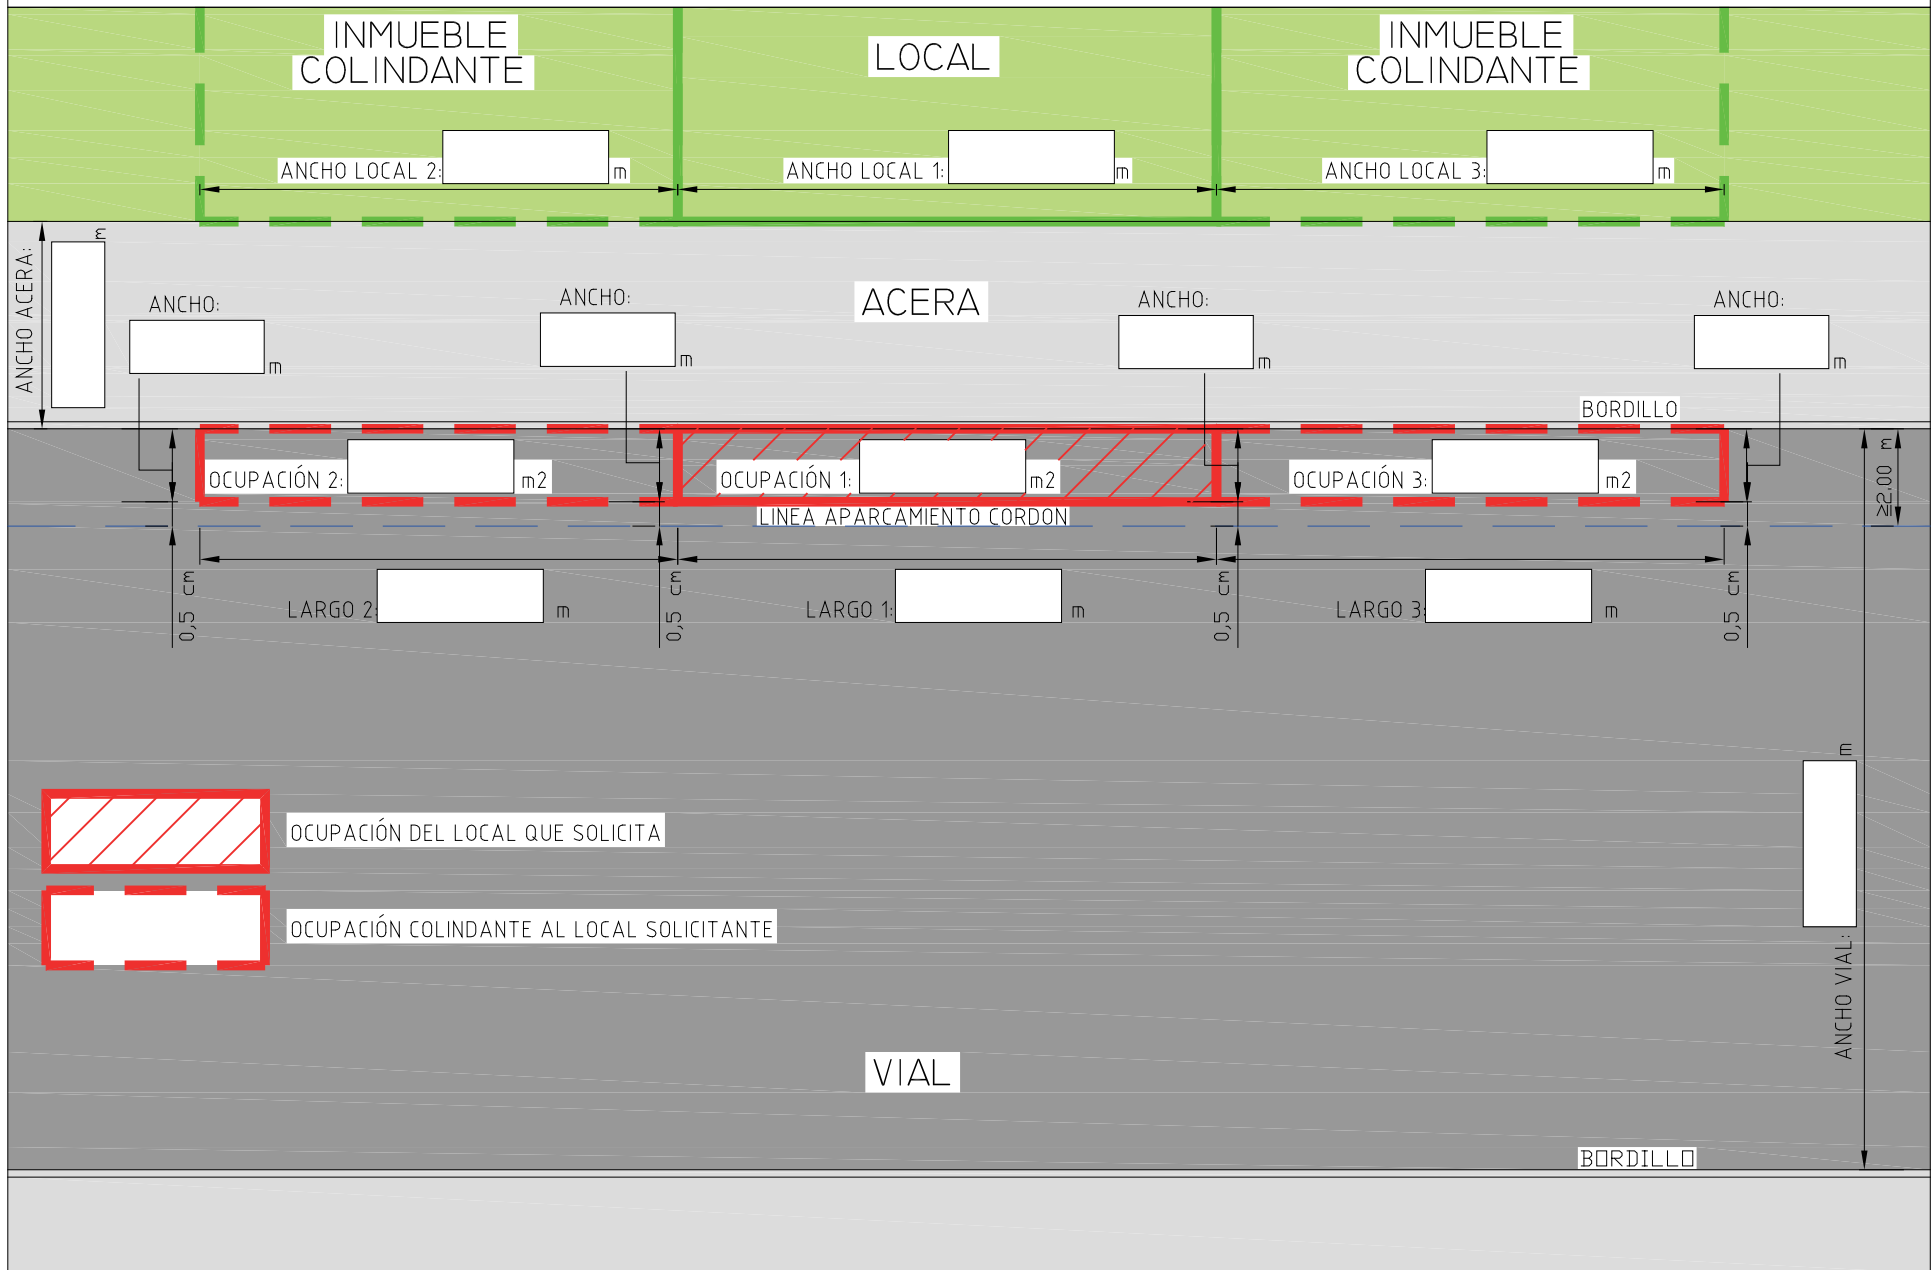 INMUEBLE
COLINDANTE
LOCAL
INMUEBLE
COLINDANTE
ANCHO LOCAL 2: m
ANCHO LOCAL 1: m
ANCHO LOCAL 3: m
ANCHO ACERA: m
ANCHO:
m
ANCHO:
m
ACERA
ANCHO:
m
ANCHO:
m
BORDILLO
OCUPACIÓN 2: m2
OCUPACIÓN 1: m2
OCUPACIÓN 3: m2
≥2,00 m
LINEA APARCAMIENTO CORDON
0,5 cm
0,5 cm
0,5 cm
0,5 cm
LARGO 2: m
LARGO 1: m
LARGO 3: m
OCUPACIÓN DEL LOCAL QUE SOLICITA
OCUPACIÓN COLINDANTE AL LOCAL SOLICITANTE
ANCHO VIAL: m
VIAL
BORDILLO